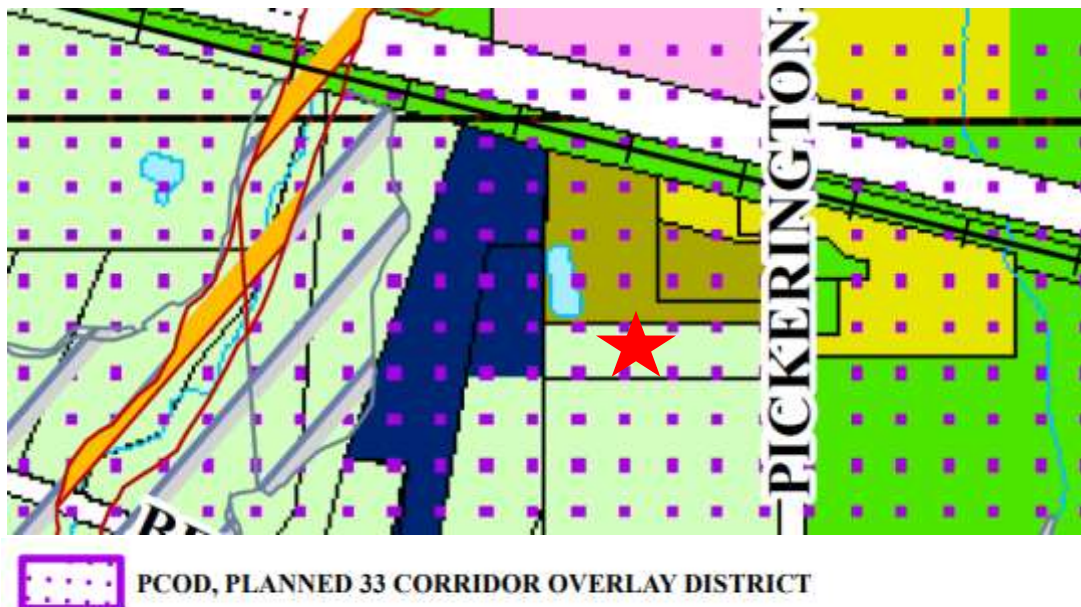 PICKERINGTON
PCOD, PLANNED 33 CORRIDOR OVERLAY DISTRICT